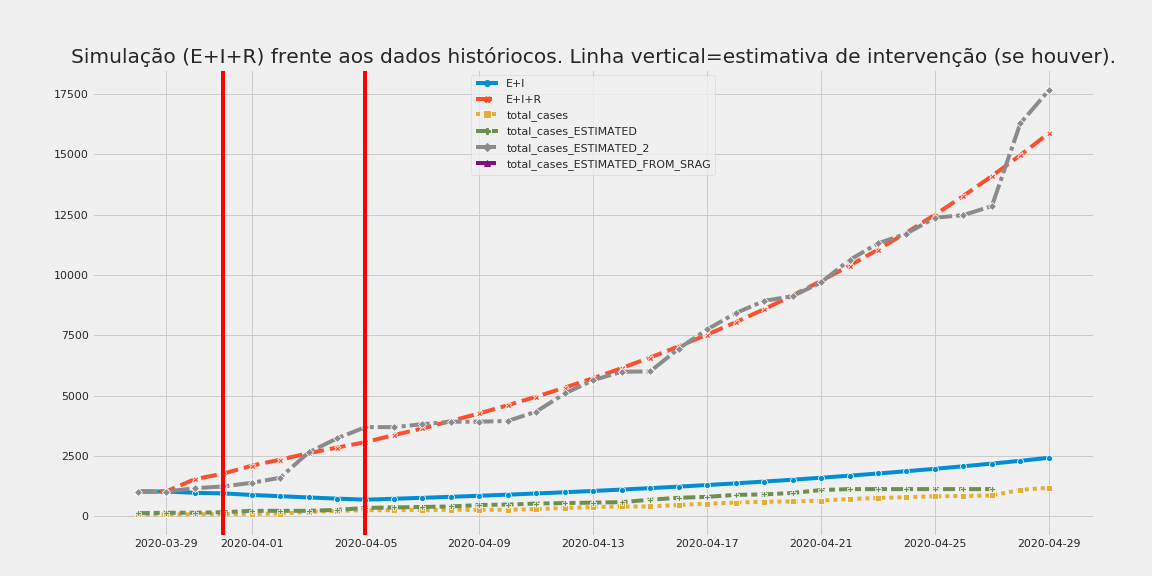 Simulação (E+I+R) frente aos dados históriocos. Linha vertical=estimativa de intervenção (se houver).
17500
15000
12500
10000
7500
5000
2500
0
E+I
E+I+R
total_cases
total_cases_ESTIMATED
total_cases_ESTIMATED_2
total_cases_ESTIMATED_FROM_SRAG
2020-03-29 2020-04-01 2020-04-05 2020-04-09 2020-04-13 2020-04-17 2020-04-21 2020-04-25 2020-04-29